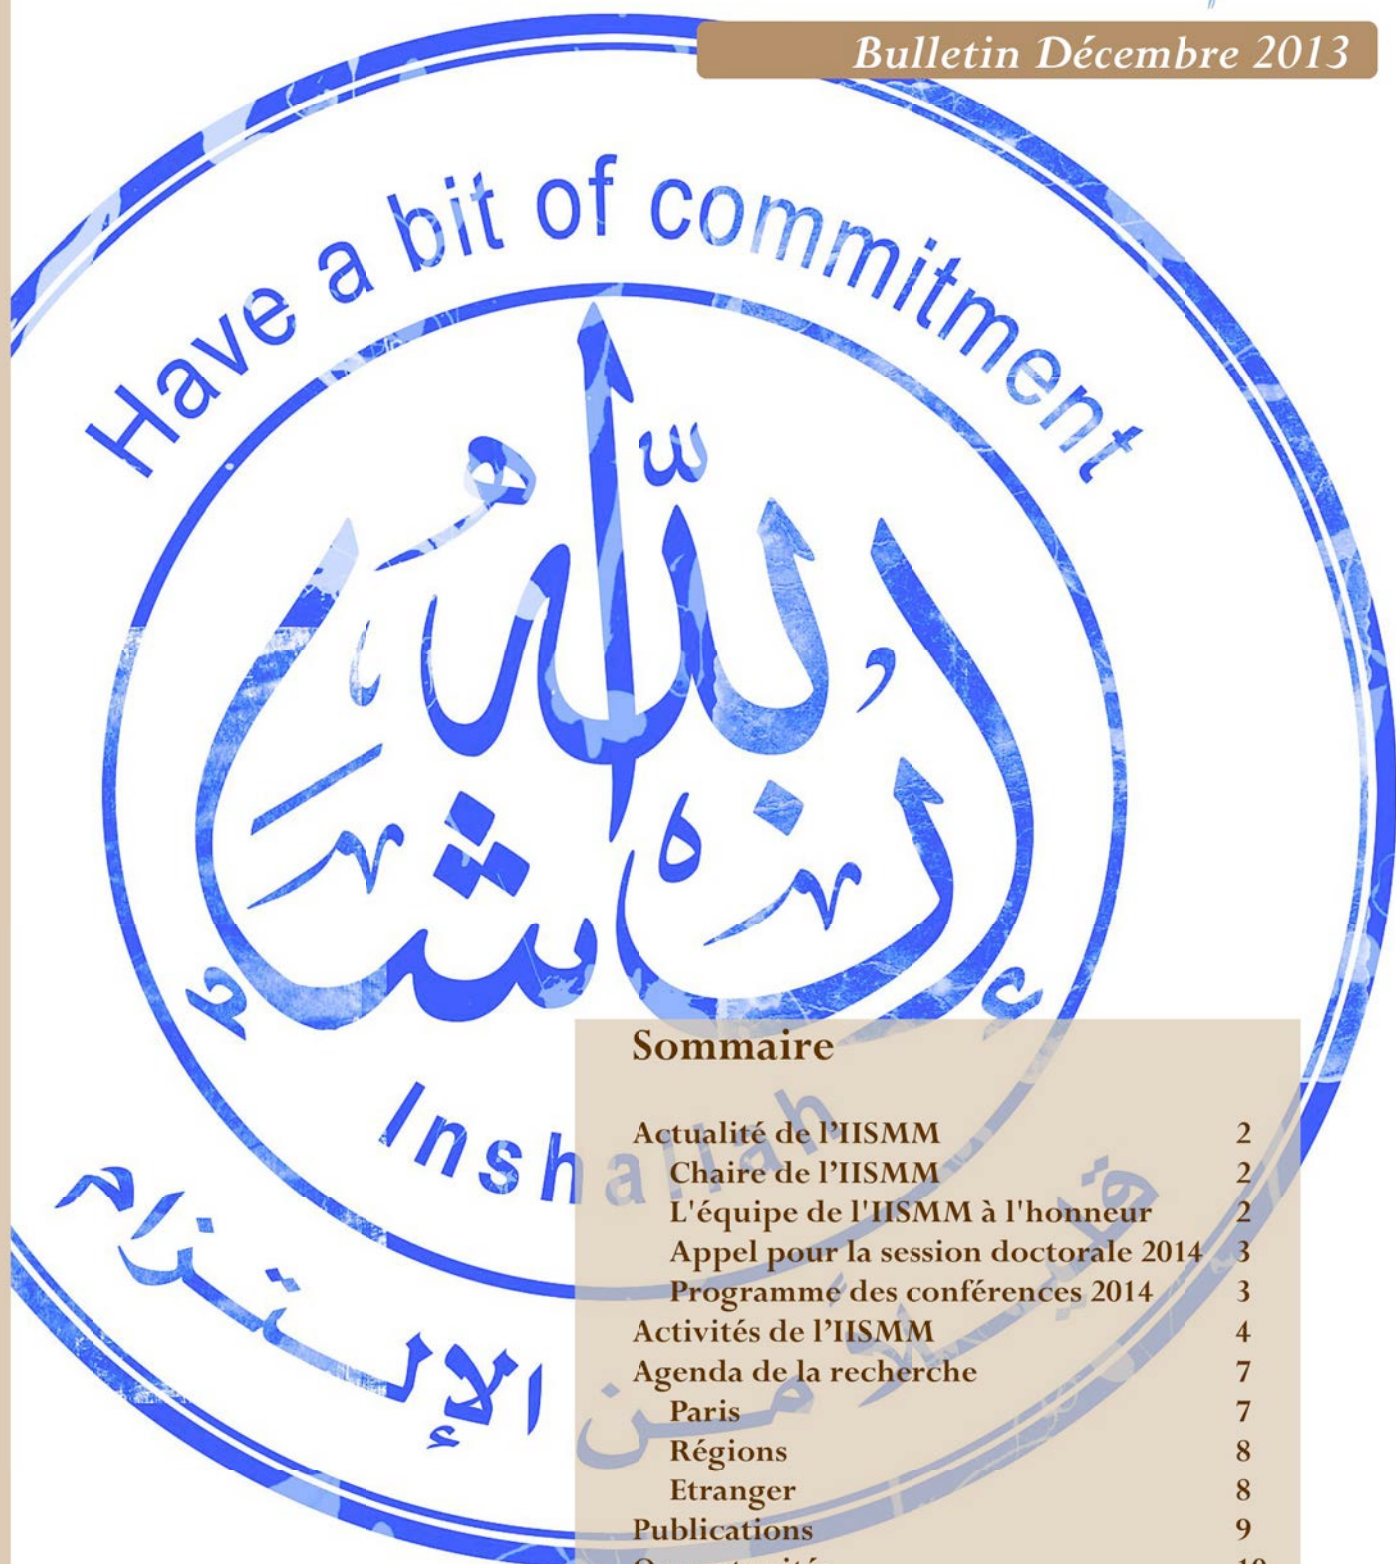 Bulletin Décembre 2013
Have a bit of commitment
إن شاء الله
Inshallah
قليلاً من الإلتزام
Sommaire
Actualité de l’IISMM 2
Chaire de l’IISMM 2
L'équipe de l'IISMM à l'honneur 2
Appel pour la session doctorale 2014 3
Programme des conférences 2014 3
Activités de l’IISMM 4
Agenda de la recherche 7
Paris 7
Régions 8
Etranger 8
Publications 9